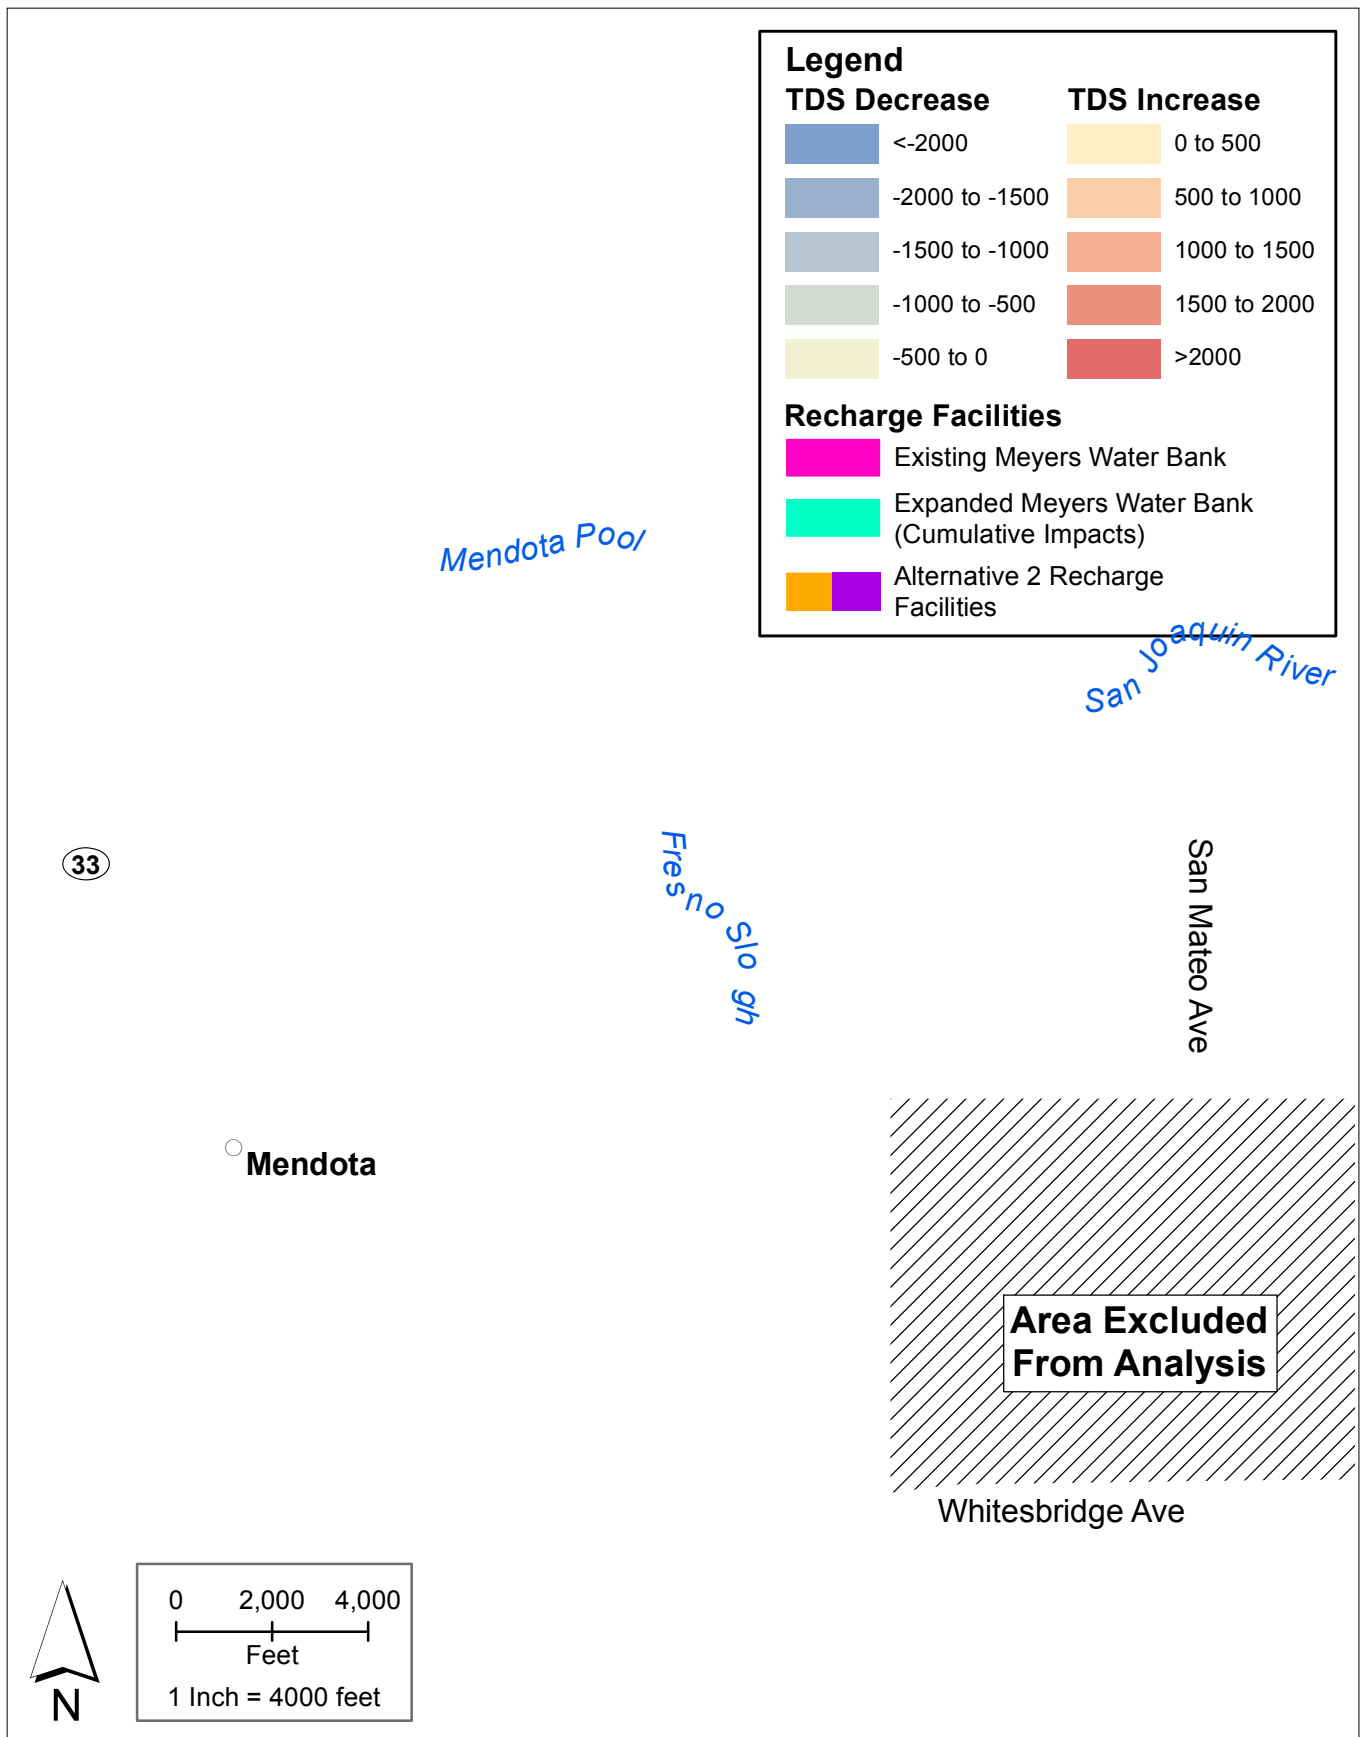 Legend
TDS Decrease
TDS Increase
<-2000
0 to 500
-2000 to -1500
500 to 1000
-1500 to -1000
1000 to 1500
-1000 to -500
1500 to 2000
-500 to 0
>2000
Recharge Facilities
Existing Meyers Water Bank
Expanded Meyers Water Bank
(Cumulative Impacts)
Alternative 2 Recharge
Facilities
Mendota Pool
San Joaquin River
33
Fresno Slo gh
San Mateo Ave
Mendota
Area Excluded
From Analysis
Whitesbridge Ave
0 2,000 4,000
Feet
1 Inch = 4000 feet
N